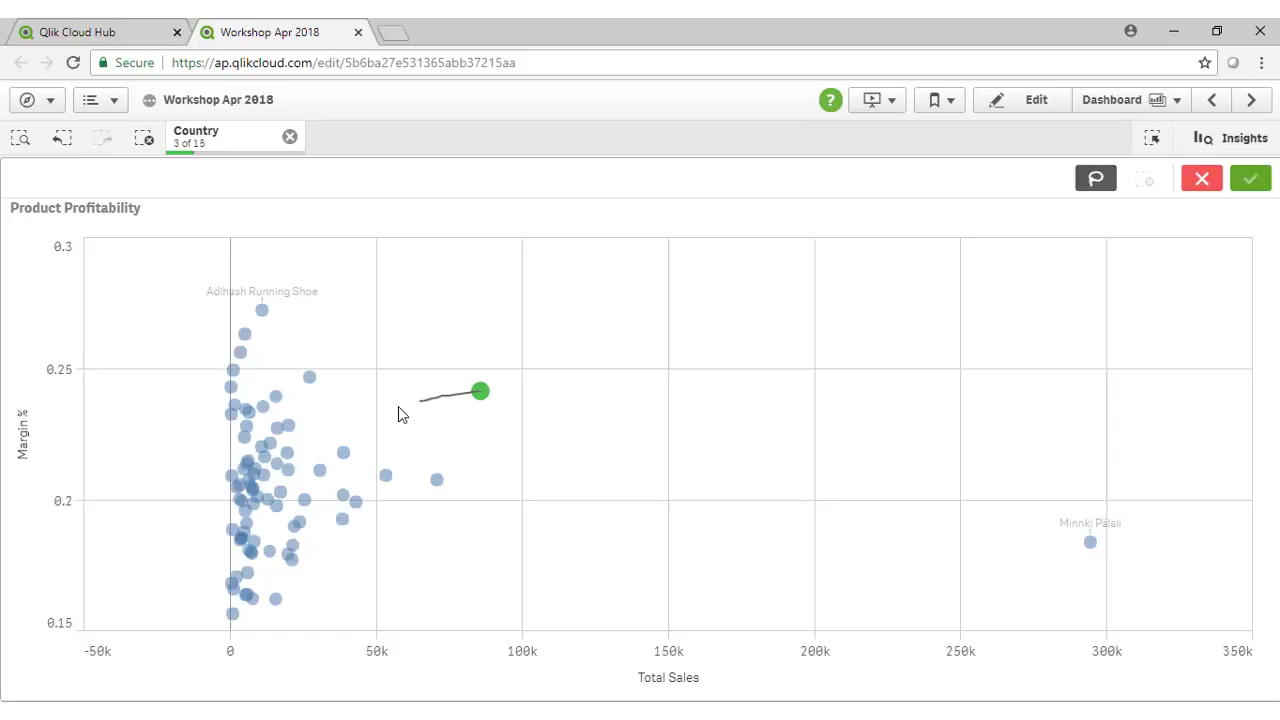 Qlik Cloud Hub
Workshop Apr 2018
Secure
https://ap.qlikcloud.com/edit/5b6ba27e531365abb37215aa
Workshop Apr 2018
?
Edit
Dashboard
Country
3 of 15
Insights
Product Profitability
0.3
0.25
0.2
0.15
Margin %
Adihash Running Shoe
Minnki Pälsii
-50k
0
50k
100k
150k
200k
250k
300k
350k
Total Sales